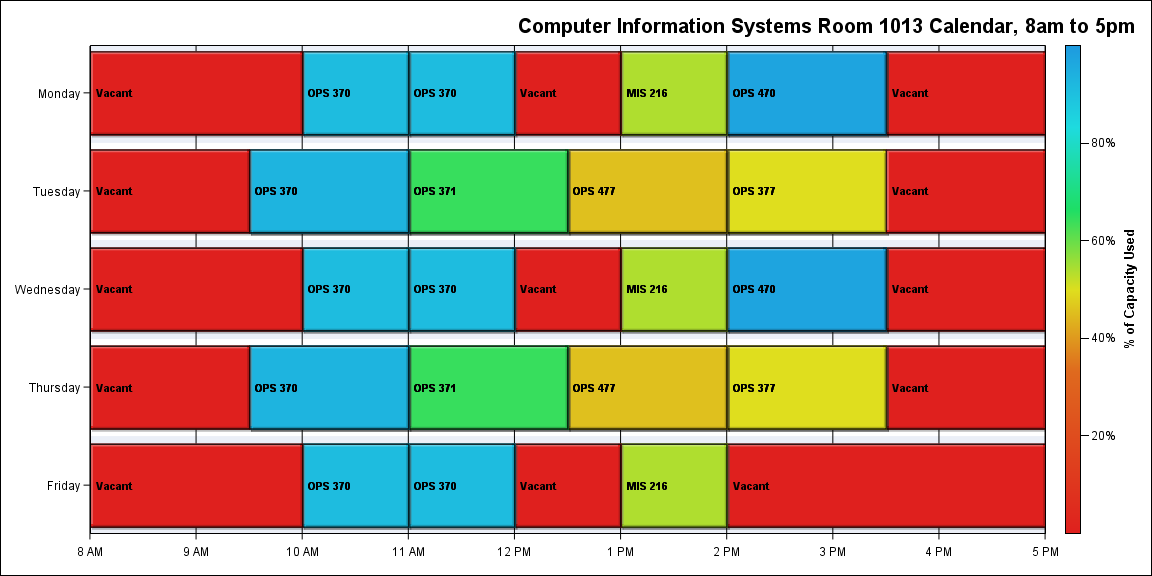 Computer Information Systems Room 1013 Calendar, 8am to 5pm
Monday
Vacant
OPS 370
OPS 370
Vacant
MIS 216
OPS 470
Vacant
Tuesday
Vacant
OPS 370
OPS 371
OPS 477
OPS 377
Vacant
Wednesday
Vacant
OPS 370
OPS 370
Vacant
MIS 216
OPS 470
Vacant
Thursday
Vacant
OPS 370
OPS 371
OPS 477
OPS 377
Vacant
Friday
Vacant
OPS 370
OPS 370
Vacant
MIS 216
Vacant
8 AM
9 AM
10 AM
11 AM
12 PM
1 PM
2 PM
3 PM
4 PM
5 PM
80%
60%
40%
20%
% of Capacity Used